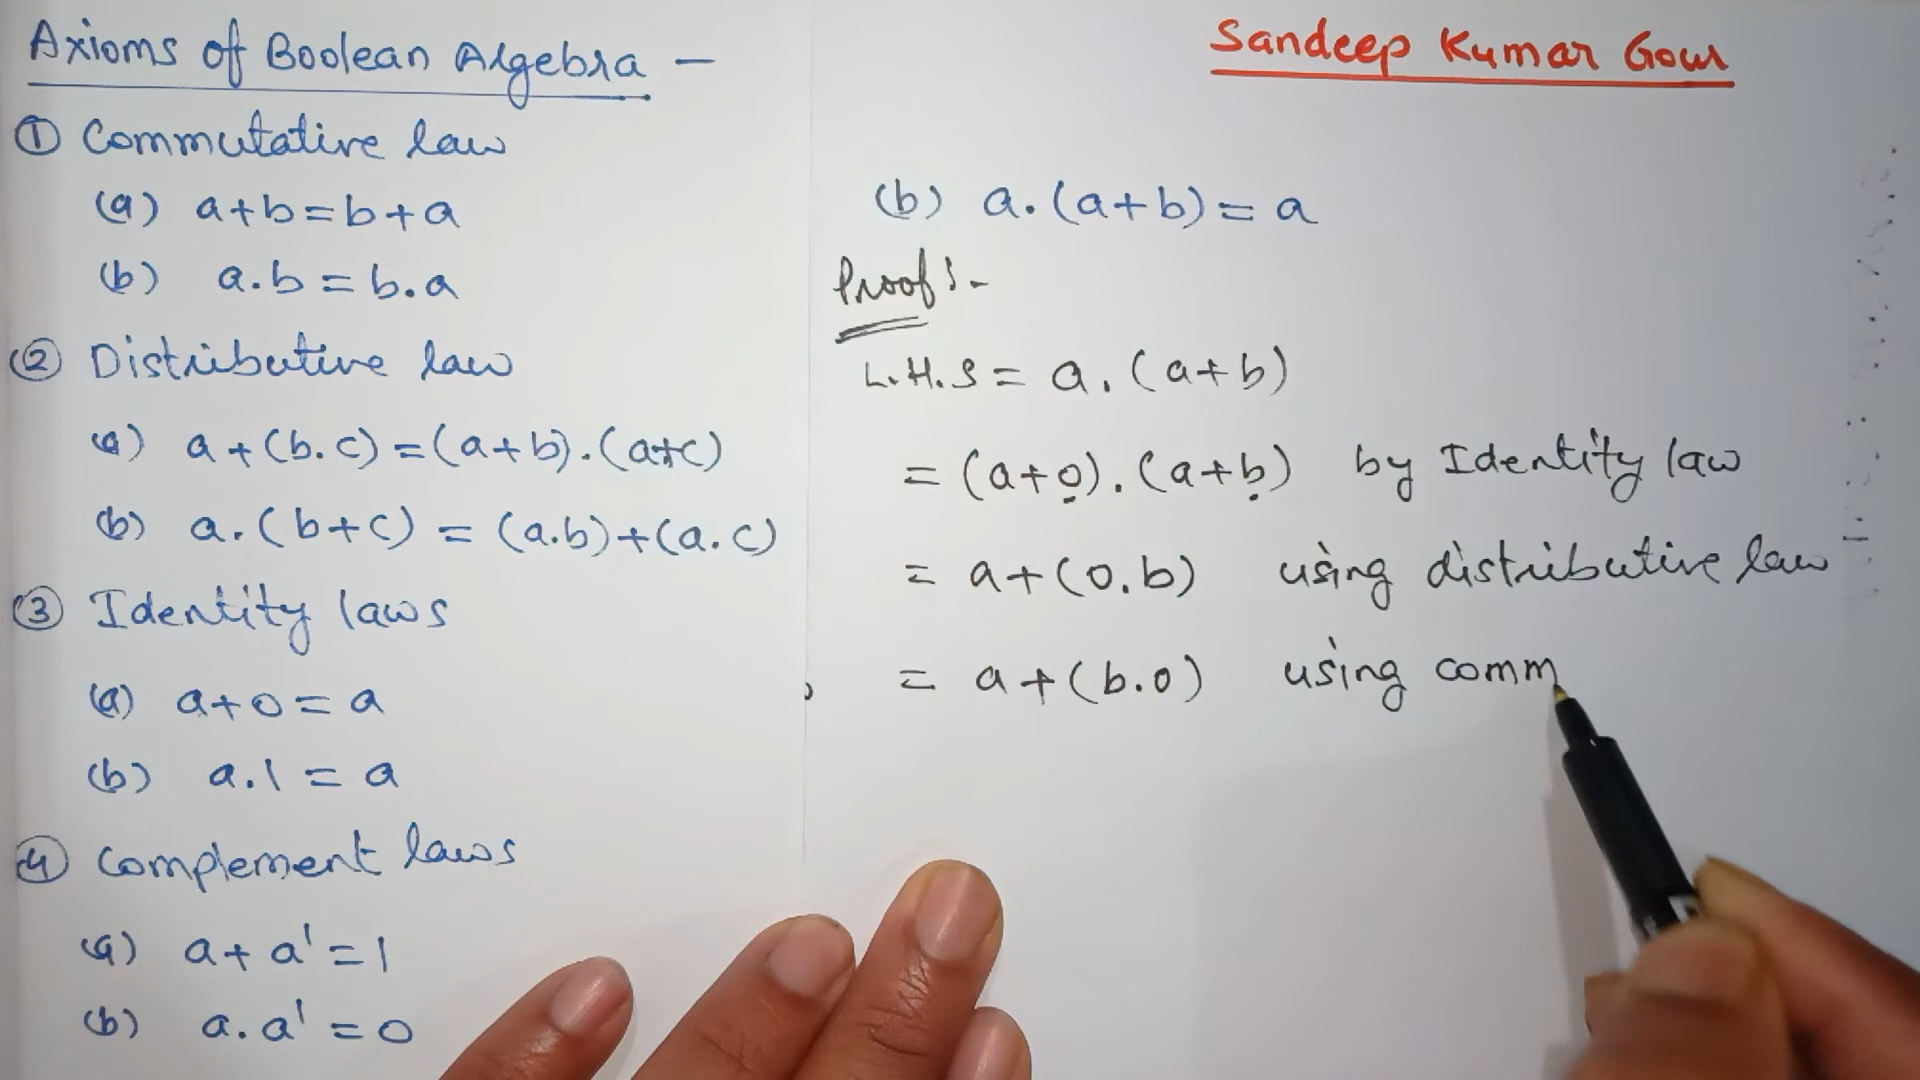 Axioms of Boolean Algebra -
① Commutative law
(a) a+b=b+a
(b) a.b=b.a
② Distributive law
(a) a+(b.c)=(a+b).(a+c)
(b) a.(b+c)=(a.b)+(a.c)
③ Identity laws
(a) a+0=a
(b) a.1=a
④ Complement laws
(a) a+a'=1
(b) a.a'=0
Sandeep Kumar Gour
(b) a.(a+b)=a
Proof:-
L.H.S = a.(a+b)
= (a+0).(a+b) by Identity law
= a+(0.b) using distributive law
= a+(b.0) using comm